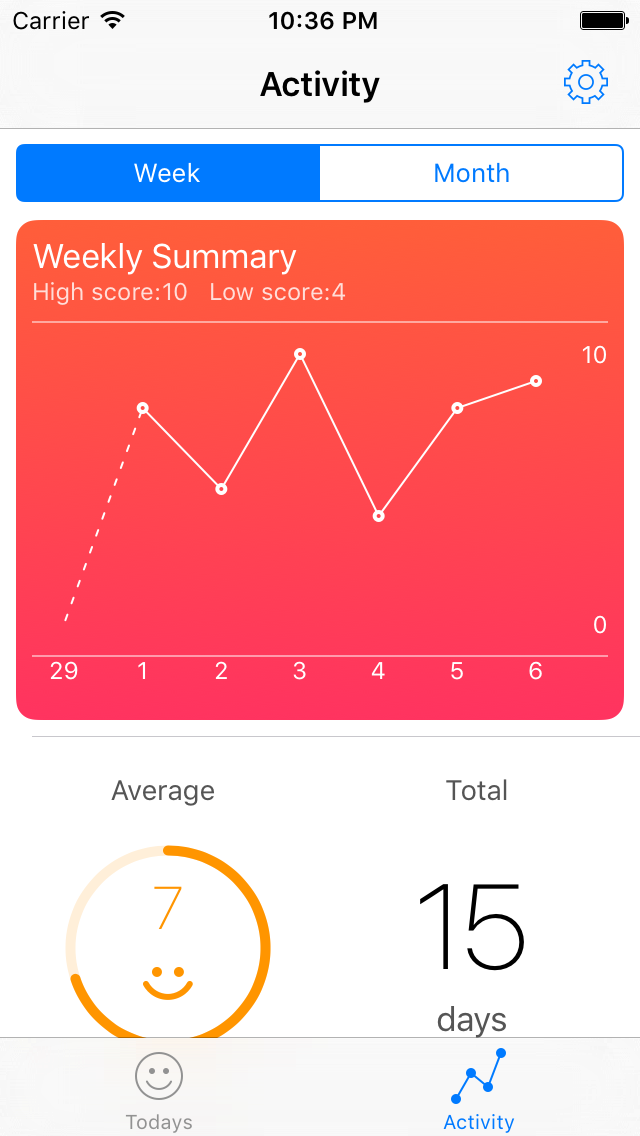 Carrier 10:36 PM
Activity
Week Month
Weekly Summary
High score:10 Low score:4
10
0
29 1 2 3 4 5 6
Average Total
7
15
days
Todays Activity